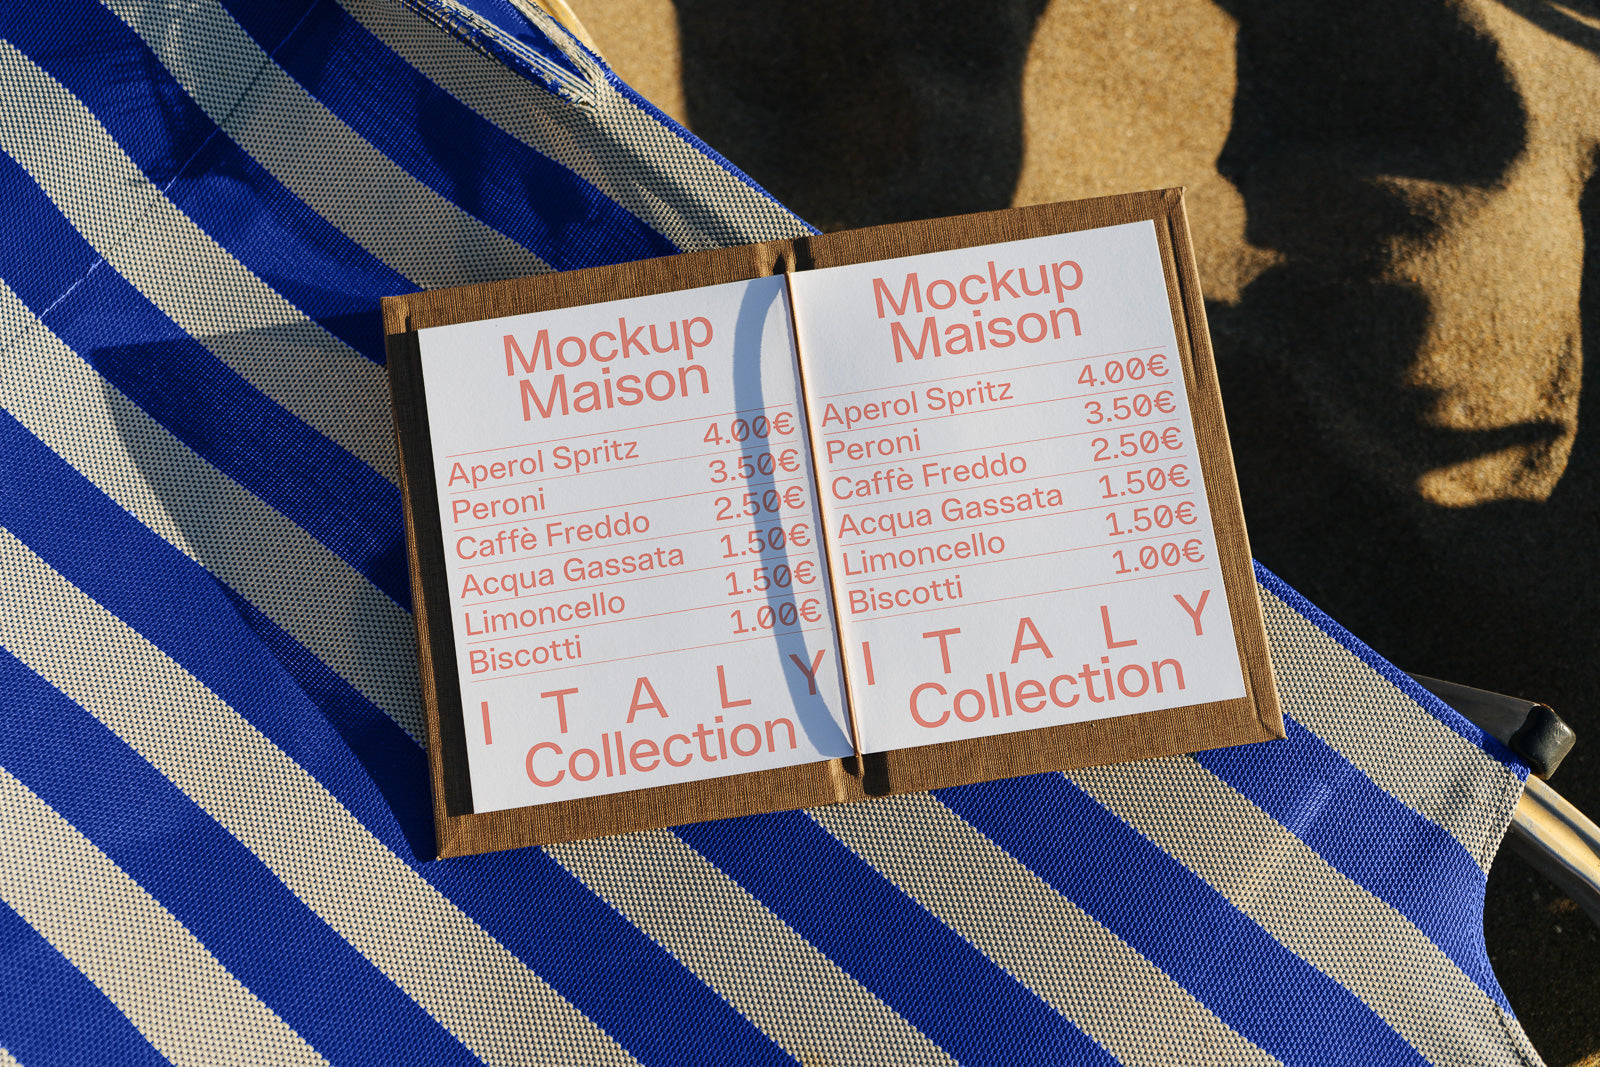 Mockup
Maison
Aperol Spritz 4.00€
Peroni 3.50€
Caffè Freddo 2.50€
Acqua Gassata 1.50€
Limoncello 1.50€
Biscotti 1.00€
ITALY
Collection
Mockup
Maison
Aperol Spritz 4.00€
Peroni 3.50€
Caffè Freddo 2.50€
Acqua Gassata 1.50€
Limoncello 1.50€
Biscotti 1.00€
ITALY
Collection